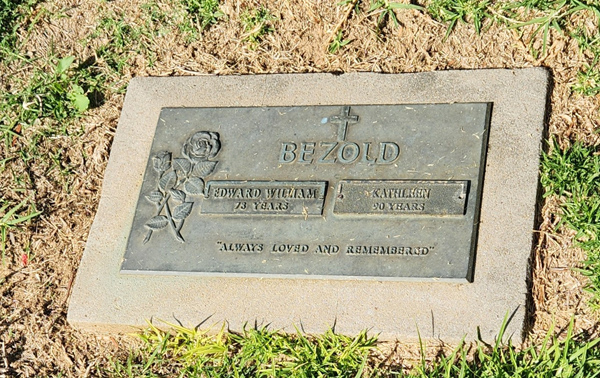 BEZOLD
EDWARD WILLIAM
73 YEARS
KATHLEEN
90 YEARS
"ALWAYS LOVED AND REMEMBERED"